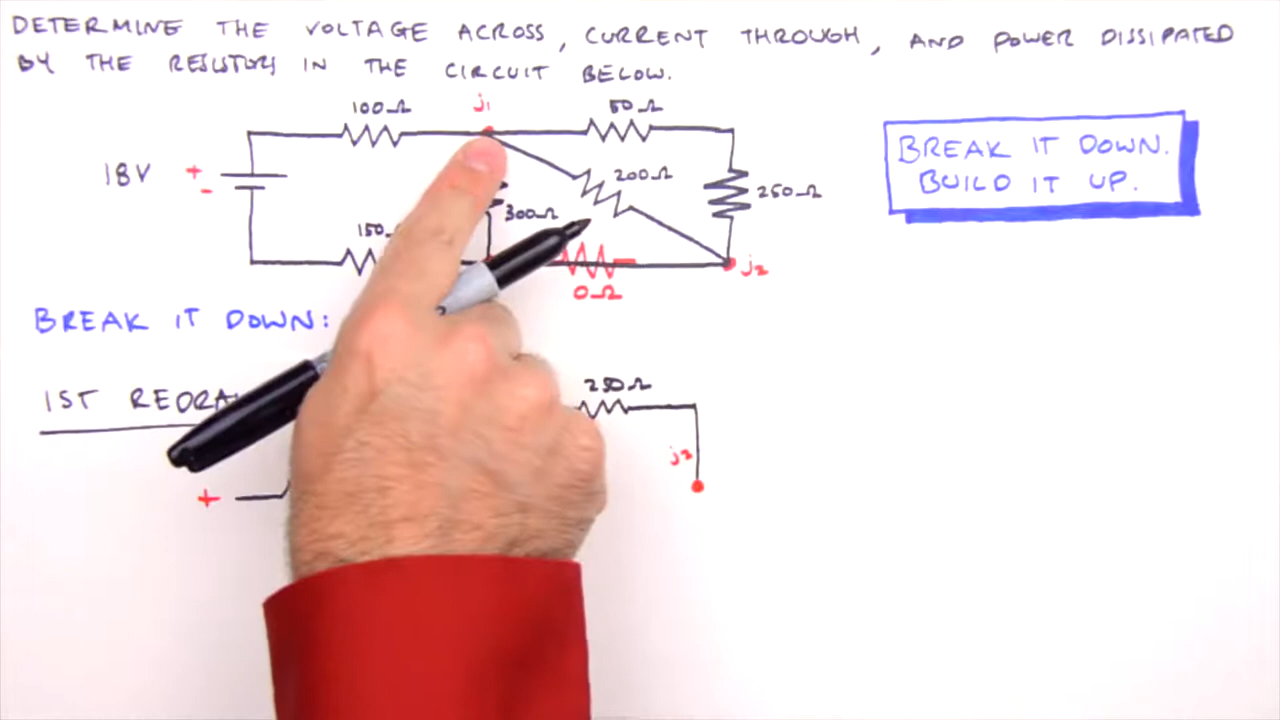 DETERMINE THE VOLTAGE ACROSS, CURRENT THROUGH, AND POWER DISSIPATED
BY THE RESISTORS IN THE CIRCUIT BELOW.
100Ω
j1
50Ω
BREAK IT DOWN.
BUILD IT UP.
18V
+
-
200Ω
250Ω
300Ω
150
j2
0Ω
BREAK IT DOWN:
1ST
250Ω
j2
+